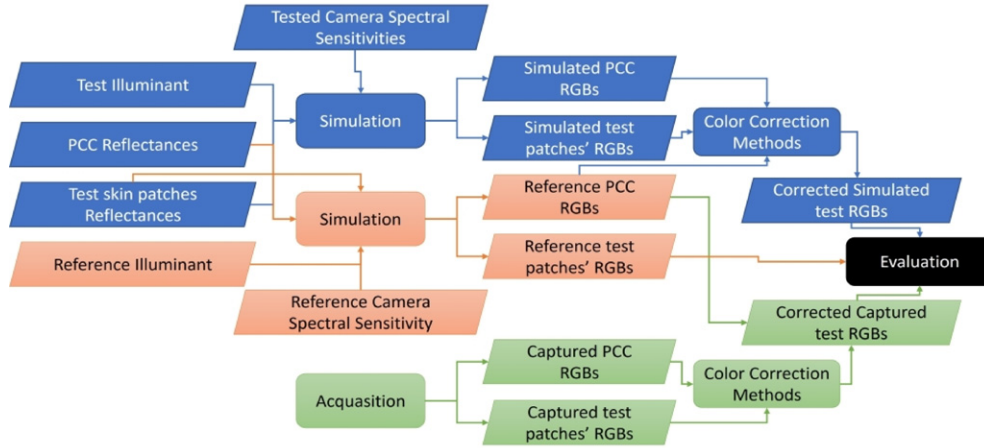 Tested Camera Spectral
Sensitivities
Test Illuminant
PCC Reflectances
Test skin patches
Reflectances
Simulation
Simulated PCC
RGBs
Simulated test
patches' RGBs
Color Correction
Methods
Corrected Simulated
test RGBs
Simulation
Reference PCC
RGBs
Reference test
patches' RGBs
Reference Illuminant
Reference Camera
Spectral Sensitivity
Evaluation
Corrected Captured
test RGBs
Acquasition
Captured PCC
RGBs
Captured test
patches' RGBs
Color Correction
Methods